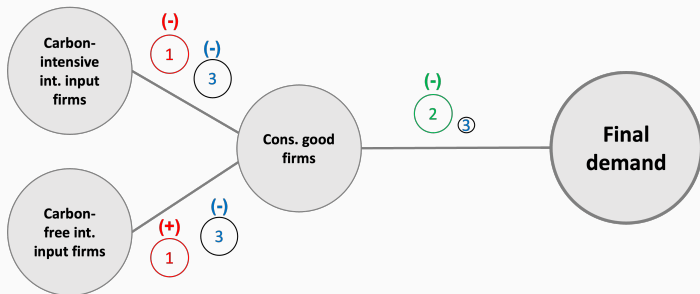 (-)
1
(-)
3
Carbon-
intensive
int. input
firms
(-)
2
3
Cons. good
firms
Final
demand
Carbon-
free int.
input firms
(+)
1
(-)
3